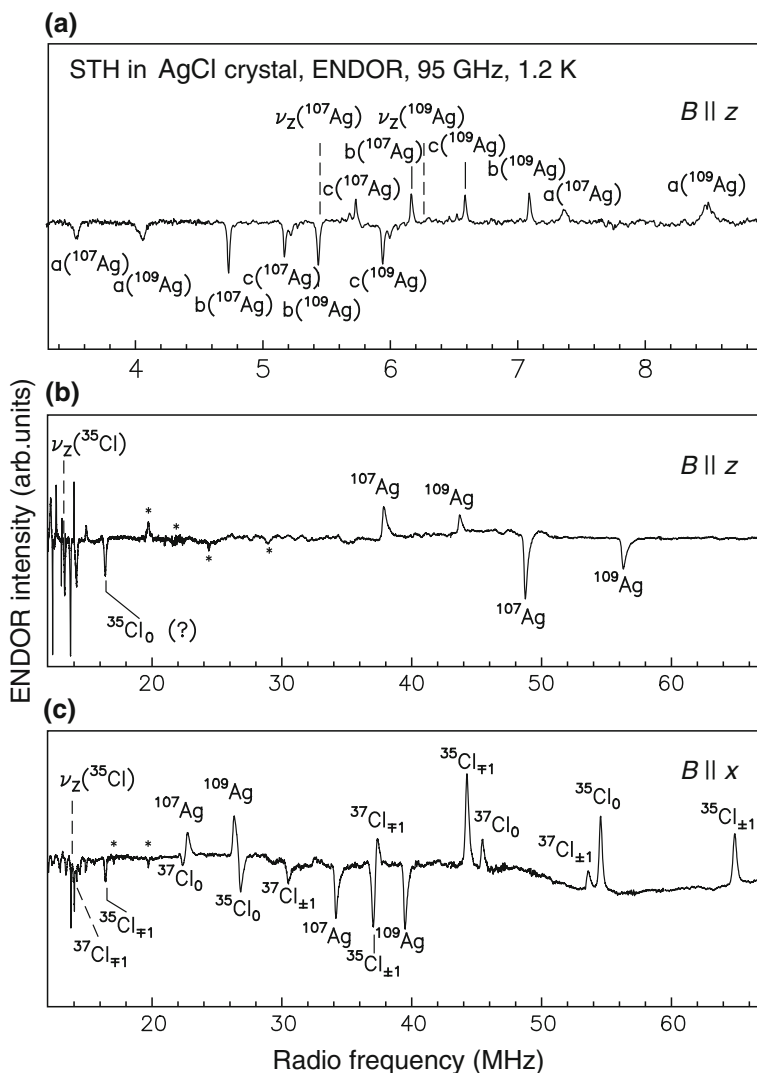 (a)
STH in AgCl crystal, ENDOR, 95 GHz, 1.2 K
B || z
ν_Z(¹⁰⁷Ag) ν_Z(¹⁰⁹Ag)
c(¹⁰⁹Ag)
b(¹⁰⁷Ag) b(¹⁰⁹Ag)
c(¹⁰⁷Ag) a(¹⁰⁷Ag) a(¹⁰⁹Ag)
a(¹⁰⁷Ag) a(¹⁰⁹Ag) b(¹⁰⁷Ag) c(¹⁰⁷Ag) b(¹⁰⁹Ag) c(¹⁰⁹Ag)
4 5 6 7 8
(b)
ν_Z(³⁵Cl)
B || z
¹⁰⁷Ag ¹⁰⁹Ag
* * * *
³⁵Cl₀ (?)
¹⁰⁷Ag ¹⁰⁹Ag
20 30 40 50 60
ENDOR intensity (arb.units)
(c)
B || x
ν_Z(³⁵Cl)
* *
¹⁰⁷Ag ¹⁰⁹Ag ³⁷Cl∓₁ ³⁵Cl∓₁ ³⁷Cl₀ ³⁷Cl±₁ ³⁵Cl₀ ³⁵Cl±₁
³⁷Cl∓₁ ³⁵Cl∓₁ ³⁷Cl₀ ³⁵Cl₀ ³⁷Cl±₁ ¹⁰⁷Ag ³⁵Cl±₁ ¹⁰⁹Ag
20 30 40 50 60
Radio frequency (MHz)